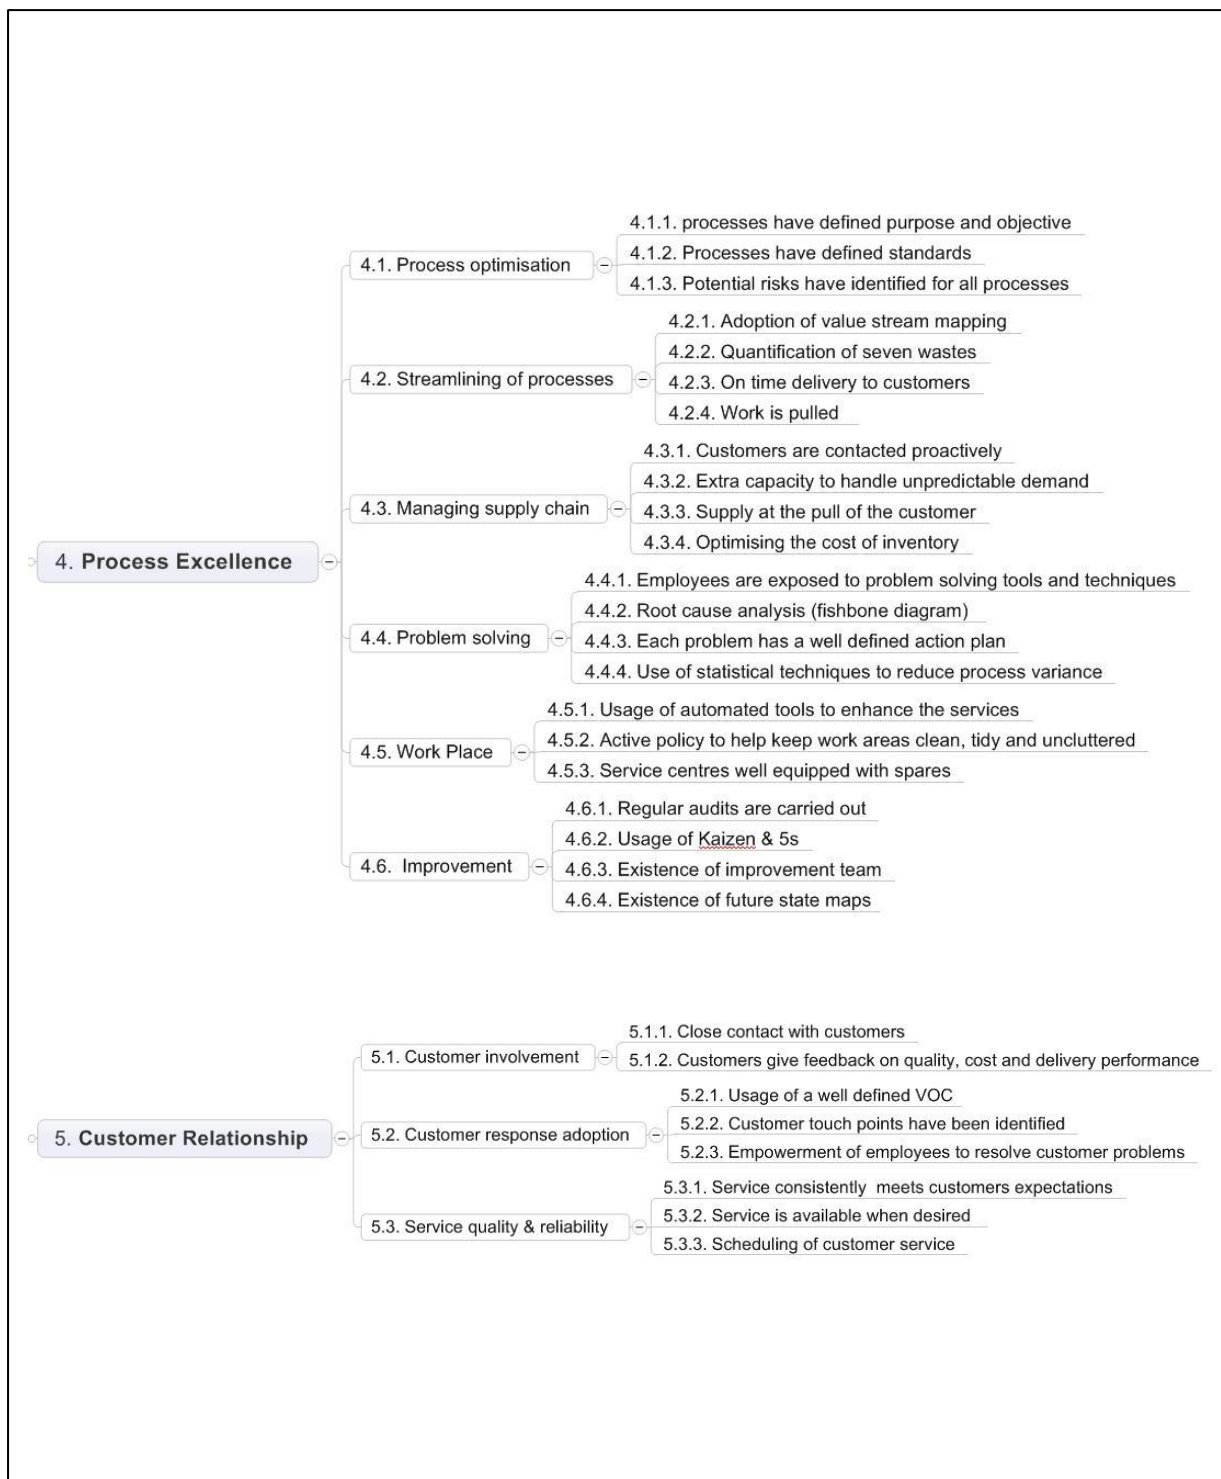 4. Process Excellence
4.1. Process optimisation
4.1.1. processes have defined purpose and objective
4.1.2. Processes have defined standards
4.1.3. Potential risks have identified for all processes
4.2. Streamlining of processes
4.2.1. Adoption of value stream mapping
4.2.2. Quantification of seven wastes
4.2.3. On time delivery to customers
4.2.4. Work is pulled
4.3. Managing supply chain
4.3.1. Customers are contacted proactively
4.3.2. Extra capacity to handle unpredictable demand
4.3.3. Supply at the pull of the customer
4.3.4. Optimising the cost of inventory
4.4. Problem solving
4.4.1. Employees are exposed to problem solving tools and techniques
4.4.2. Root cause analysis (fishbone diagram)
4.4.3. Each problem has a well defined action plan
4.4.4. Use of statistical techniques to reduce process variance
4.5. Work Place
4.5.1. Usage of automated tools to enhance the services
4.5.2. Active policy to help keep work areas clean, tidy and uncluttered
4.5.3. Service centres well equipped with spares
4.6. Improvement
4.6.1. Regular audits are carried out
4.6.2. Usage of Kaizen & 5s
4.6.3. Existence of improvement team
4.6.4. Existence of future state maps
5. Customer Relationship
5.1. Customer involvement
5.1.1. Close contact with customers
5.1.2. Customers give feedback on quality, cost and delivery performance
5.2. Customer response adoption
5.2.1. Usage of a well defined VOC
5.2.2. Customer touch points have been identified
5.2.3. Empowerment of employees to resolve customer problems
5.3. Service quality & reliability
5.3.1. Service consistently meets customers expectations
5.3.2. Service is available when desired
5.3.3. Scheduling of customer service